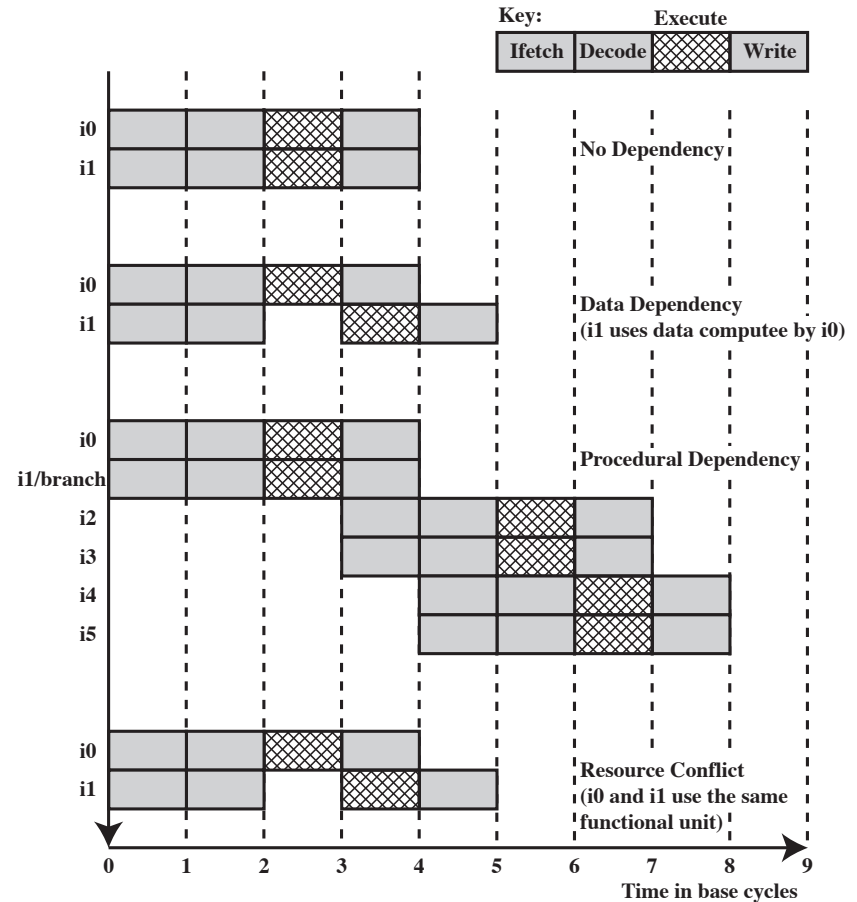 Key:
Execute
Ifetch Decode Write
i0
i1
No Dependency
i0
i1
Data Dependency
(i1 uses data computee by i0)
i0
i1/branch
Procedural Dependency
i2
i3
i4
i5
i0
i1
Resource Conflict
(i0 and i1 use the same
functional unit)
0 1 2 3 4 5 6 7 8 9
Time in base cycles